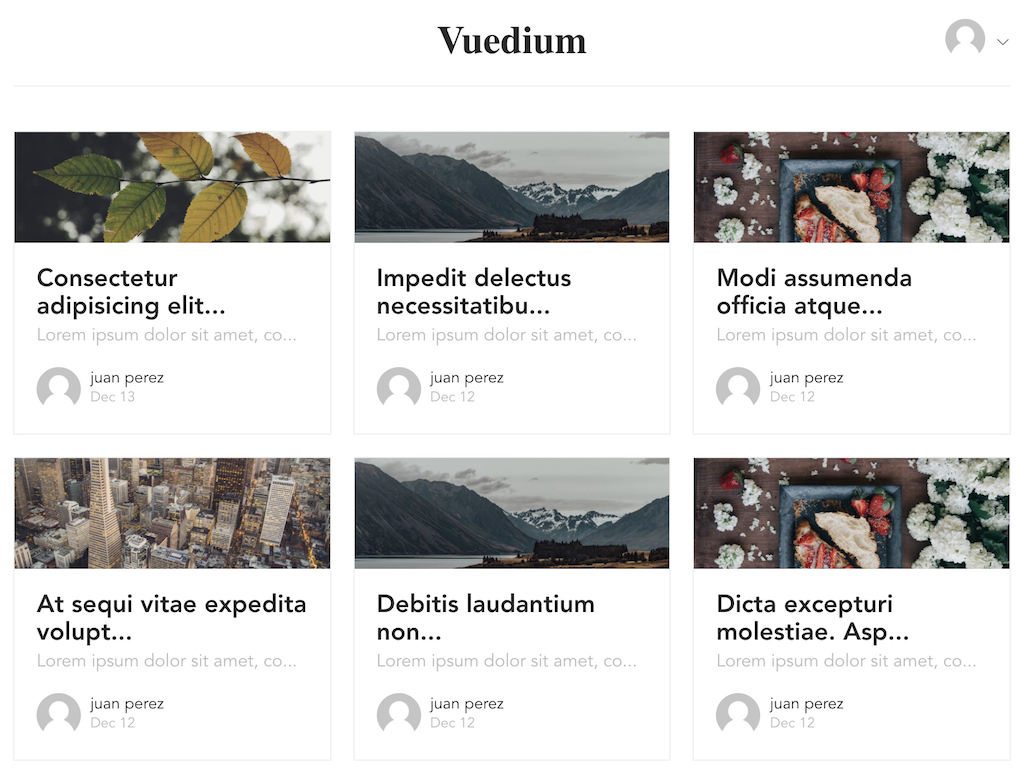 Vuedium
Consectetur
adipisicing elit...
Lorem ipsum dolor sit amet, co...
juan perez
Dec 13
Impedit delectus
necessitatibu...
Lorem ipsum dolor sit amet, co...
juan perez
Dec 12
Modi assumenda
officia atque...
Lorem ipsum dolor sit amet, co...
juan perez
Dec 12
At sequi vitae expedita
volupt...
Lorem ipsum dolor sit amet, co...
juan perez
Dec 12
Debitis laudantium
non...
Lorem ipsum dolor sit amet, co...
juan perez
Dec 12
Dicta excepturi
molestiae. Asp...
Lorem ipsum dolor sit amet, co...
juan perez
Dec 12